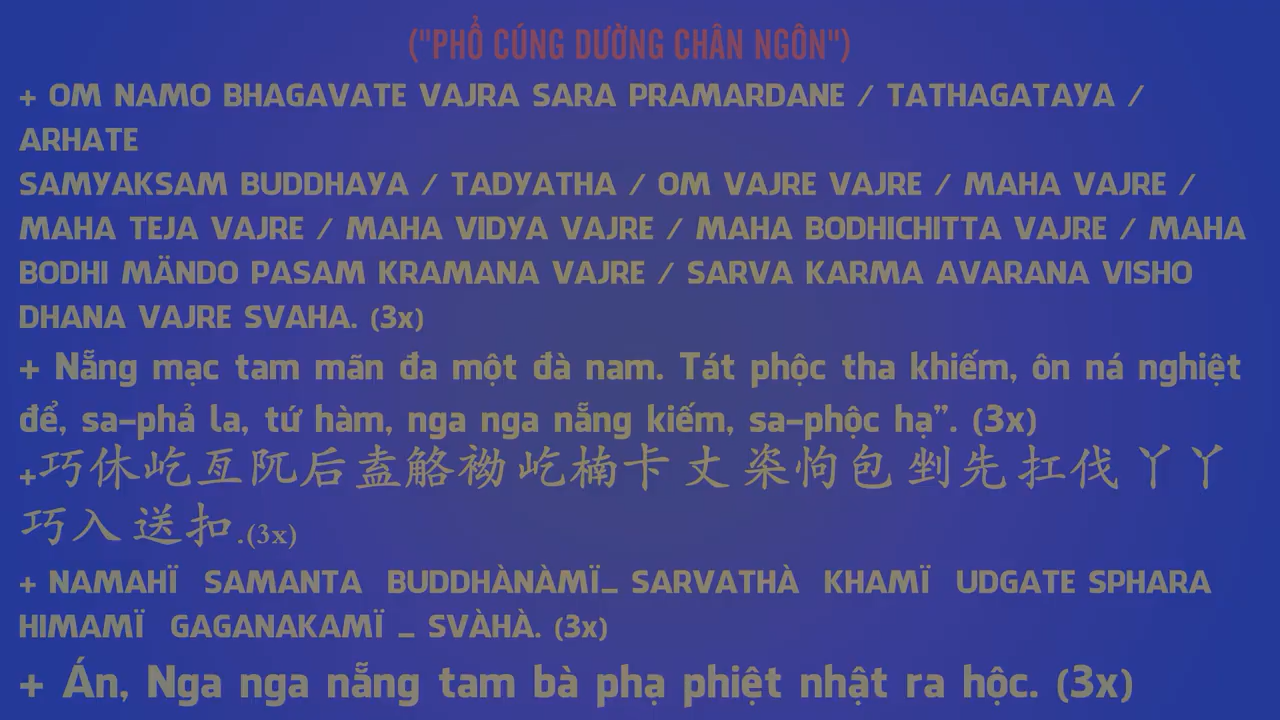 ("PHỔ CÚNG DƯỜNG CHÂN NGÔN")
+ OM NAMO BHAGAVATE VAJRA SARA PRAMARDANE / TATHAGATAYA /
ARHATE
SAMYAKSAM BUDDHAYA / TADYATHA / OM VAJRE VAJRE / MAHA VAJRE /
MAHA TEJA VAJRE / MAHA VIDYA VAJRE / MAHA BODHICHITTA VAJRE / MAHA
BODHI MÄNDO PASAM KRAMANA VAJRE / SARVA KARMA AVARANA VISHO
DHANA VAJRE SVAHA. (3x)
+ Nẵng mạc tam mãn đa một đà nam. Tát phộc tha khiếm, ôn ná nghiệt
để, sa-phả la, tứ hàm, nga nga nẵng kiếm, sa-phộc hạ”. (3x)
+巧休屹亙阢后盍觡袎屹楠卡丈栥怐包剉先扛伐丫丫
巧入送扣.(3x)
+ NAMAHÏ SAMANTA BUDDHÀNÀMÏ_ SARVATHÀ KHAMÏ UDGATE SPHARA
HIMAMÏ GAGANAKAMÏ _ SVÀHÀ. (3x)
+ Án, Nga nga nẵng tam bà phạ phiệt nhật ra hộc. (3x)